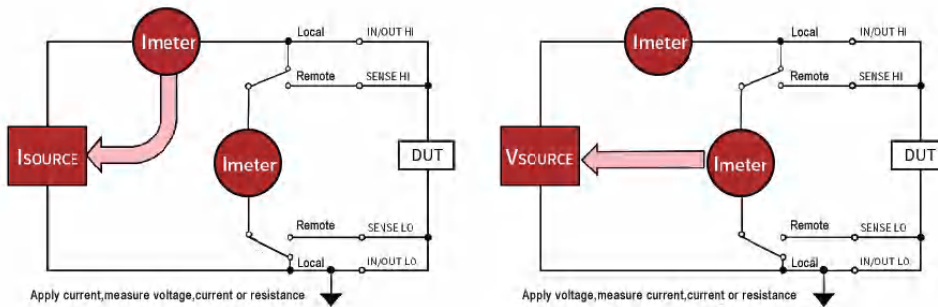 Imeter
Local
IN/OUT HI
Remote
SENSE HI
ISOURCE
Imeter
DUT
Remote
SENSE LO
Local
IN/OUT LO
Apply current,measure voltage,current or resistance
Imeter
Local
IN/OUT HI
Remote
SENSE HI
VSOURCE
Imeter
DUT
Remote
SENSE LO
Local
IN/OUT LO
Apply voltage,measure current,current or resistance